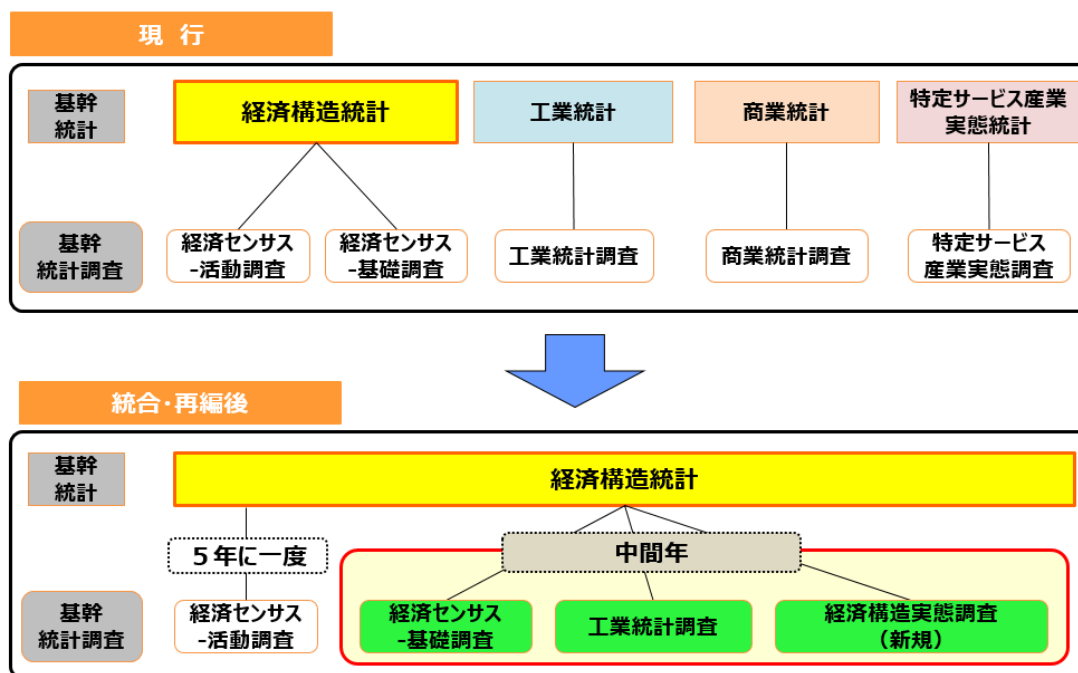 現 行
基幹
統計
経済構造統計
工業統計
商業統計
特定サービス産業
実態統計
基幹
統計調査
経済センサス
-活動調査
経済センサス
-基礎調査
工業統計調査
商業統計調査
特定サービス
産業実態調査
統合・再編後
基幹
統計
経済構造統計
５年に一度
中間年
基幹
統計調査
経済センサス
-活動調査
経済センサス
-基礎調査
工業統計調査
経済構造実態調査
（新規）